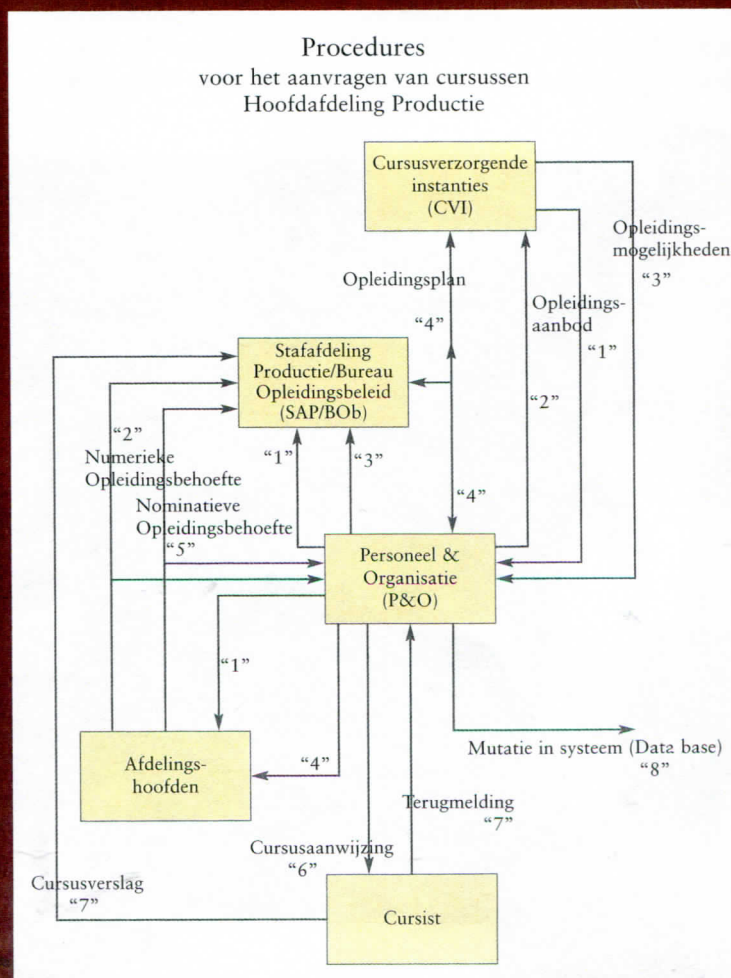 Procedures
voor het aanvragen van cursussen
Hoofdafdeling Productie
Cursusverzorgende
instanties
(CVI)
Opleidings-
mogelijkheden
“3”
Opleidingsplan
“4”
Opleidings-
aanbod
“1”
Stafafdeling
Productie/Bureau
Opleidingsbeleid
(SAP/BOb)
“2”
“2”
Numerieke
Opleidingsbehoefte
“1”
“3”
“4”
Nominatieve
Opleidingsbehoefte
“5”
Personeel &
Organisatie
(P&O)
“1”
Afdelings-
hoofden
“4”
Mutatie in systeem (Data base)
“8”
Terugmelding
“7”
Cursusaanwijzing
“6”
Cursusverslag
“7”
Cursist